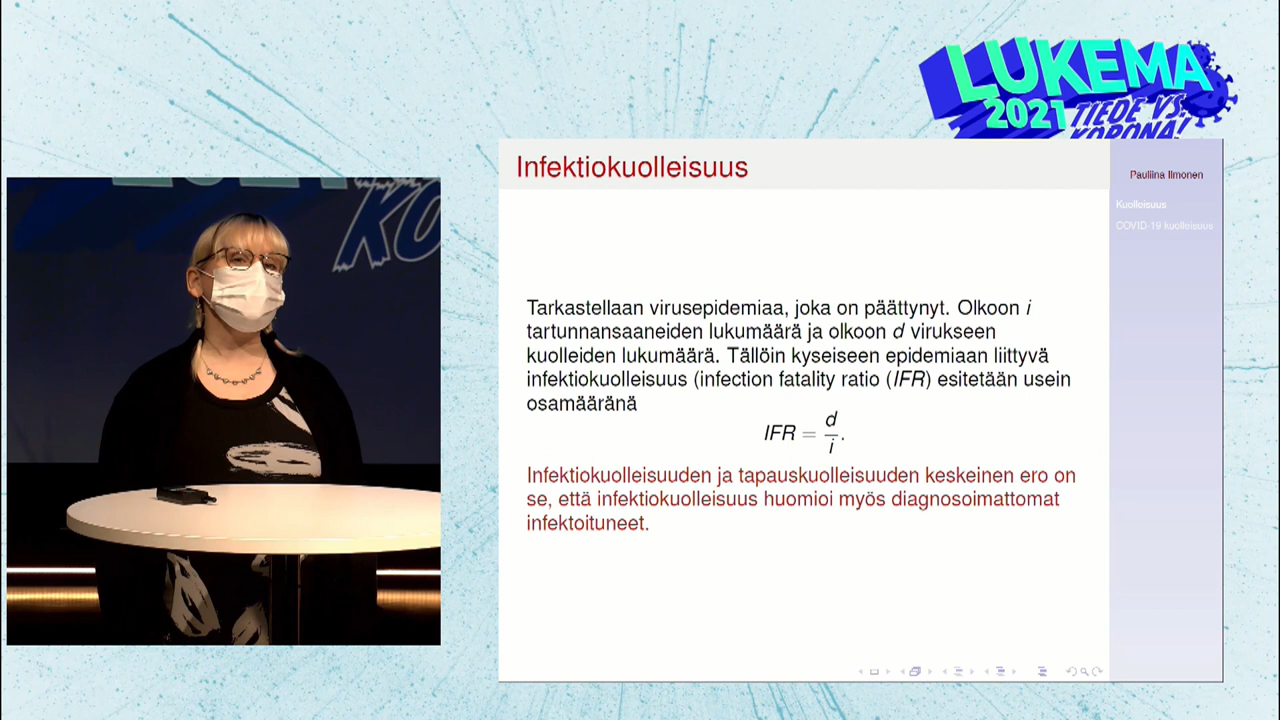 LUKEMA
2021 TIEDE VS.
KORONA!
KO
Infektiokuolleisuus
Pauliina Ilmonen
Kuolleisuus
COVID-19 kuolleisuus
Tarkastellaan virusepidemiaa, joka on päättynyt. Olkoon i
tartunnansaaneiden lukumäärä ja olkoon d virukseen
kuolleiden lukumäärä. Tällöin kyseiseen epidemiaan liittyvä
infektiokuolleisuus (infection fatality ratio (IFR) esitetään usein
osamääränä
IFR = d/i.
Infektiokuolleisuuden ja tapauskuolleisuuden keskeinen ero on
se, että infektiokuolleisuus huomioi myös diagnosoimattomat
infektoituneet.